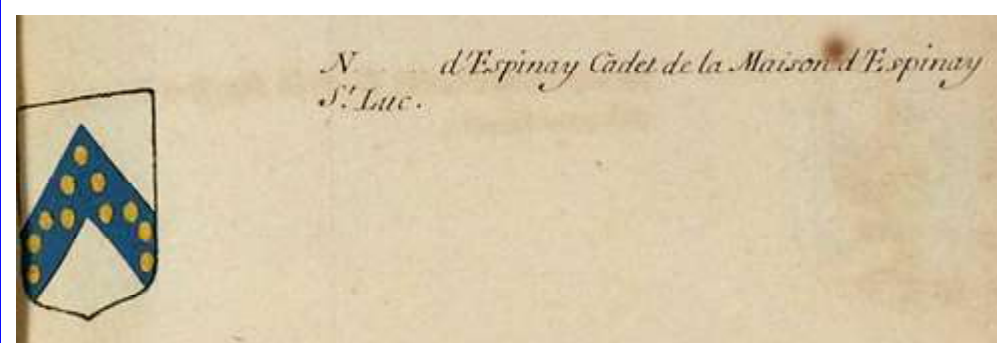 N...... d'Espinay Cadet de la Maison d'Espinay
S.t Luc.